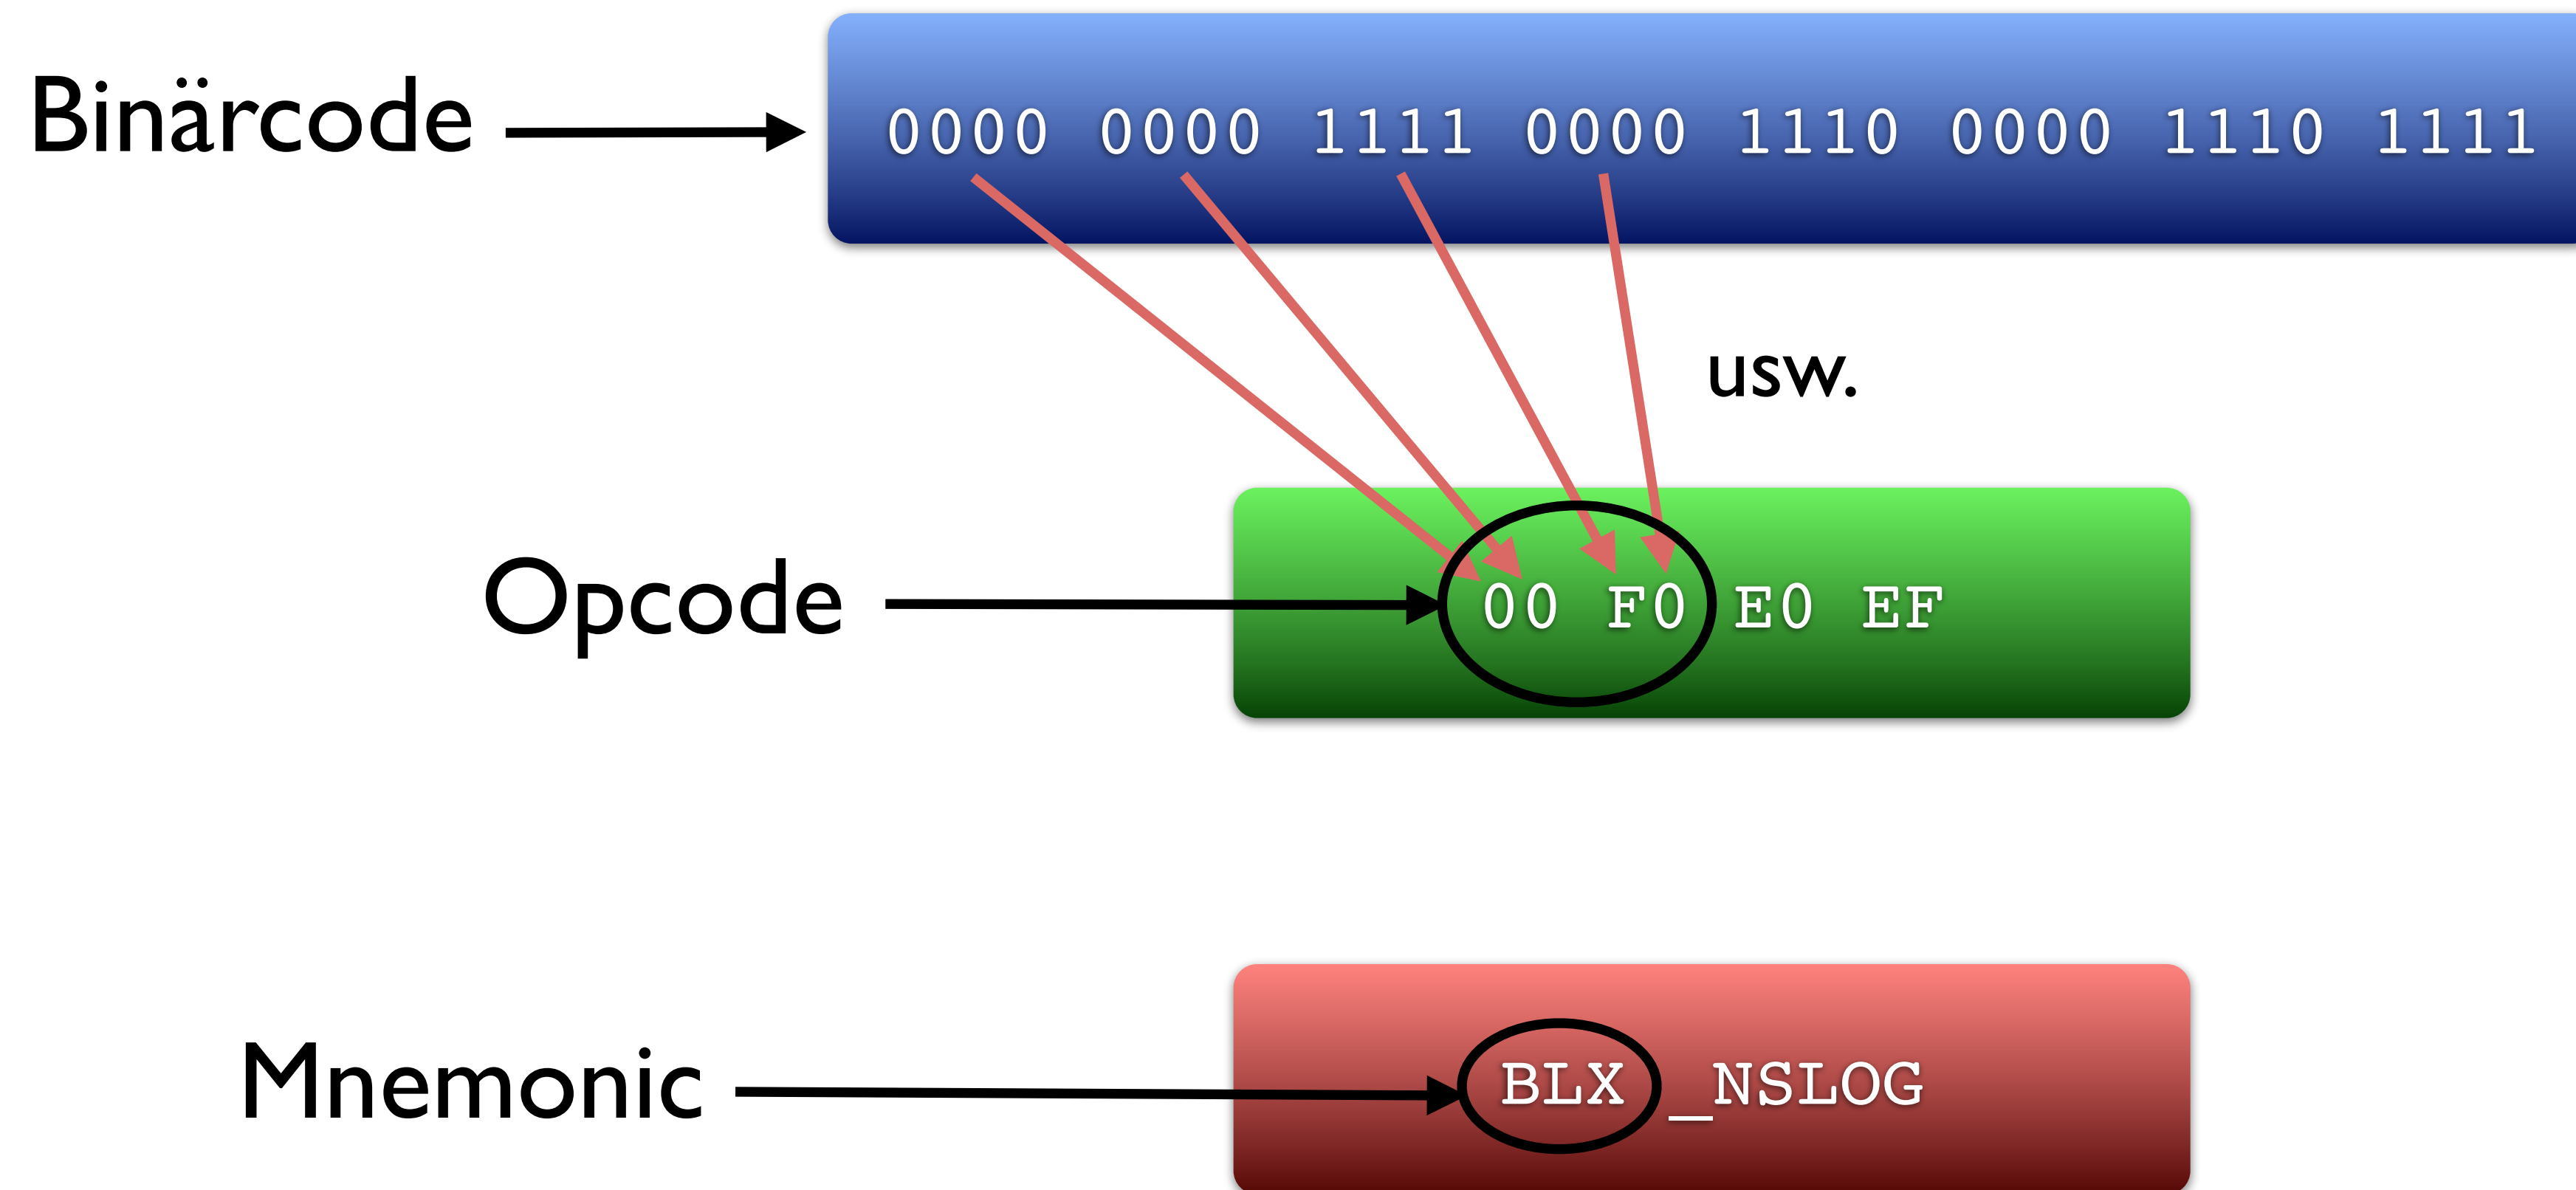 Binärcode 0000 0000 1111 0000 1110 0000 1110 1111
usw.
Opcode 00 F0 E0 EF
Mnemonic BLX _NSLOG